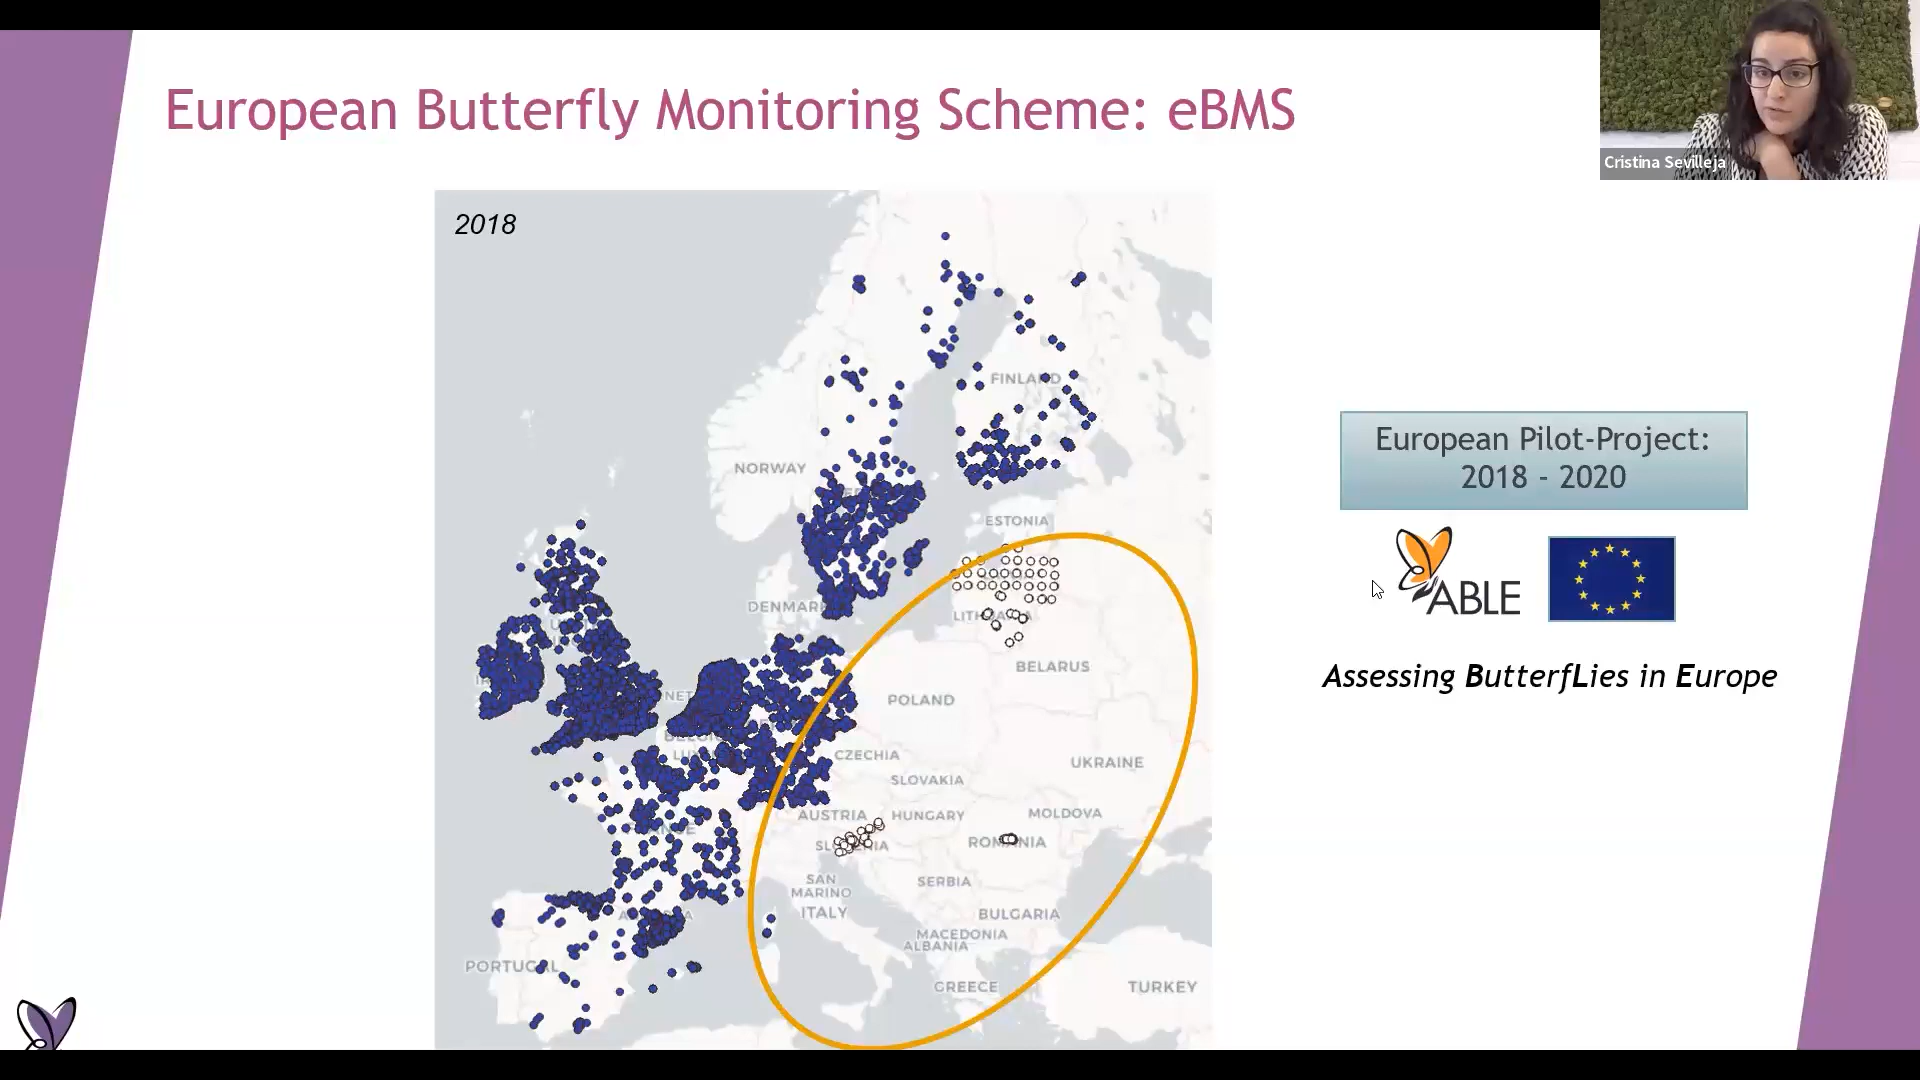 European Butterfly Monitoring Scheme: eBMS
Cristina Sevilleja
2018
FINLAND
NORWAY
ESTONIA
DENMARK
LITHUANIA
BELARUS
POLAND
CZECHIA
UKRAINE
SLOVAKIA
AUSTRIA
HUNGARY
MOLDOVA
SLOVENIA
ROMANIA
SAN
MARINO
SERBIA
ITALY
BULGARIA
MACEDONIA
ALBANIA
PORTUGAL
GREECE
TURKEY
European Pilot-Project:
2018 - 2020
ABLE
Assessing ButterfLies in Europe